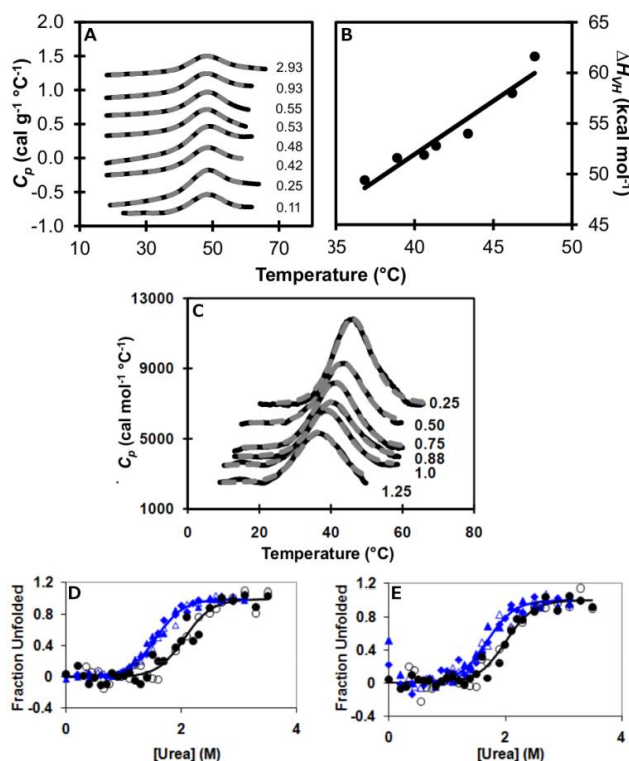 A
B
C_p (cal g⁻¹ °C⁻¹)
2.0
1.5
1.0
0.5
0.0
-0.5
-1.0
2.93
0.93
0.55
0.53
0.48
0.42
0.25
0.11
10 30 50 70
65
60
55
50
45
ΔH_VH (kcal mol⁻¹)
35 40 45 50
Temperature (°C)
C
C_p (cal mol⁻¹ °C⁻¹)
13000
9000
5000
1000
0.25
0.50
0.75
0.88
1.0
1.25
0 20 40 60 80
Temperature (°C)
D
Fraction Unfolded
1.2
0.8
0.4
0
-0.4
0 2 4
[Urea] (M)
E
Fraction Unfolded
1.2
0.8
0.4
0
-0.4
0 2 4
[Urea] (M)